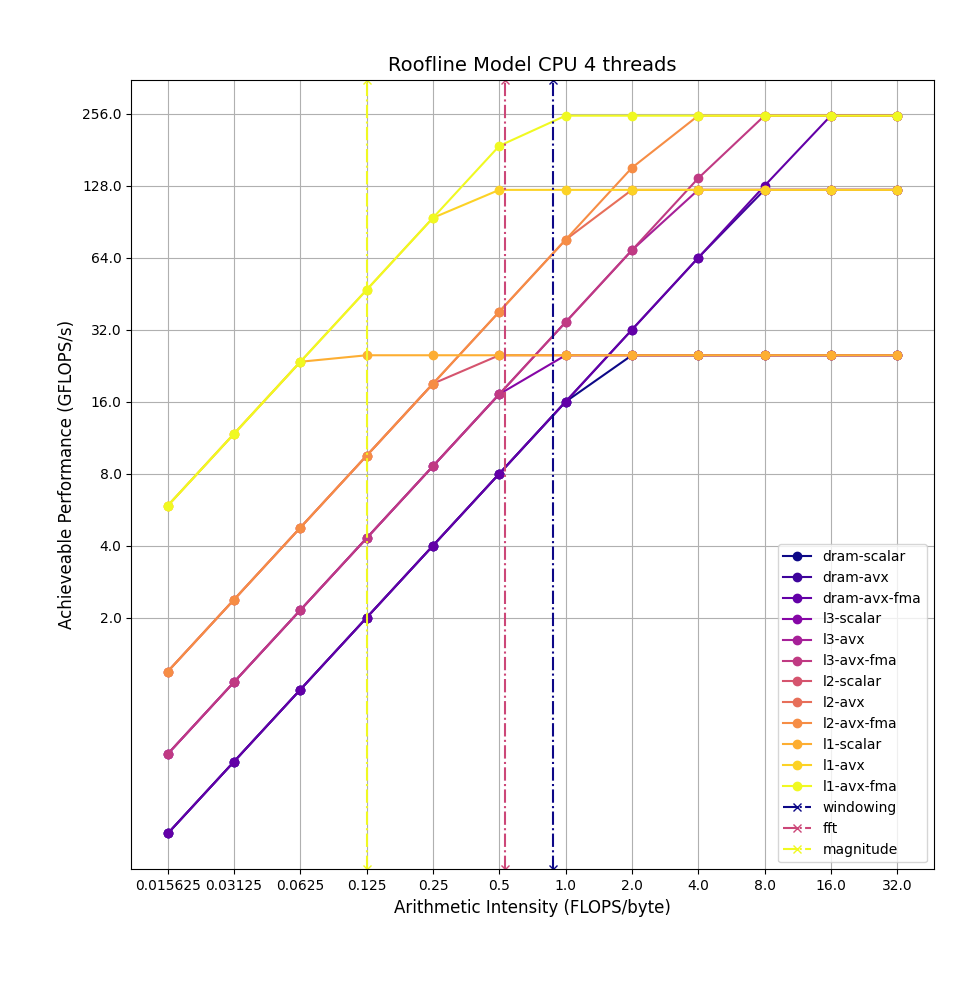 Roofline Model CPU 4 threads
Achieveable Performance (GFLOPS/s)
256.0
128.0
64.0
32.0
16.0
8.0
4.0
2.0
dram-scalar
dram-avx
dram-avx-fma
l3-scalar
l3-avx
l3-avx-fma
l2-scalar
l2-avx
l2-avx-fma
l1-scalar
l1-avx
l1-avx-fma
windowing
fft
magnitude
0.015625 0.03125 0.0625 0.125 0.25 0.5 1.0 2.0 4.0 8.0 16.0 32.0
Arithmetic Intensity (FLOPS/byte)